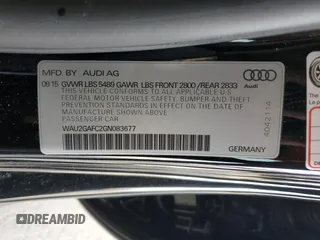 MFD. BY AUDI AG
Audi
09.15 GVWR LBS 5489 GAWR LBS FRONT 2800 /REAR 2833
THIS VEHICLE CONFORMS TO ALL APPLICABLE U.S.
FEDERAL MOTOR VEHICLE SAFETY, BUMPER AND THEFT
PREVENTION STANDARDS IN EFFECT ON THE
DATE OF MANUFACTURE SHOWN ABOVE
PASSENGER CAR
WAU2GAFC2GN083677
GERMANY
4042114
DREAMBID